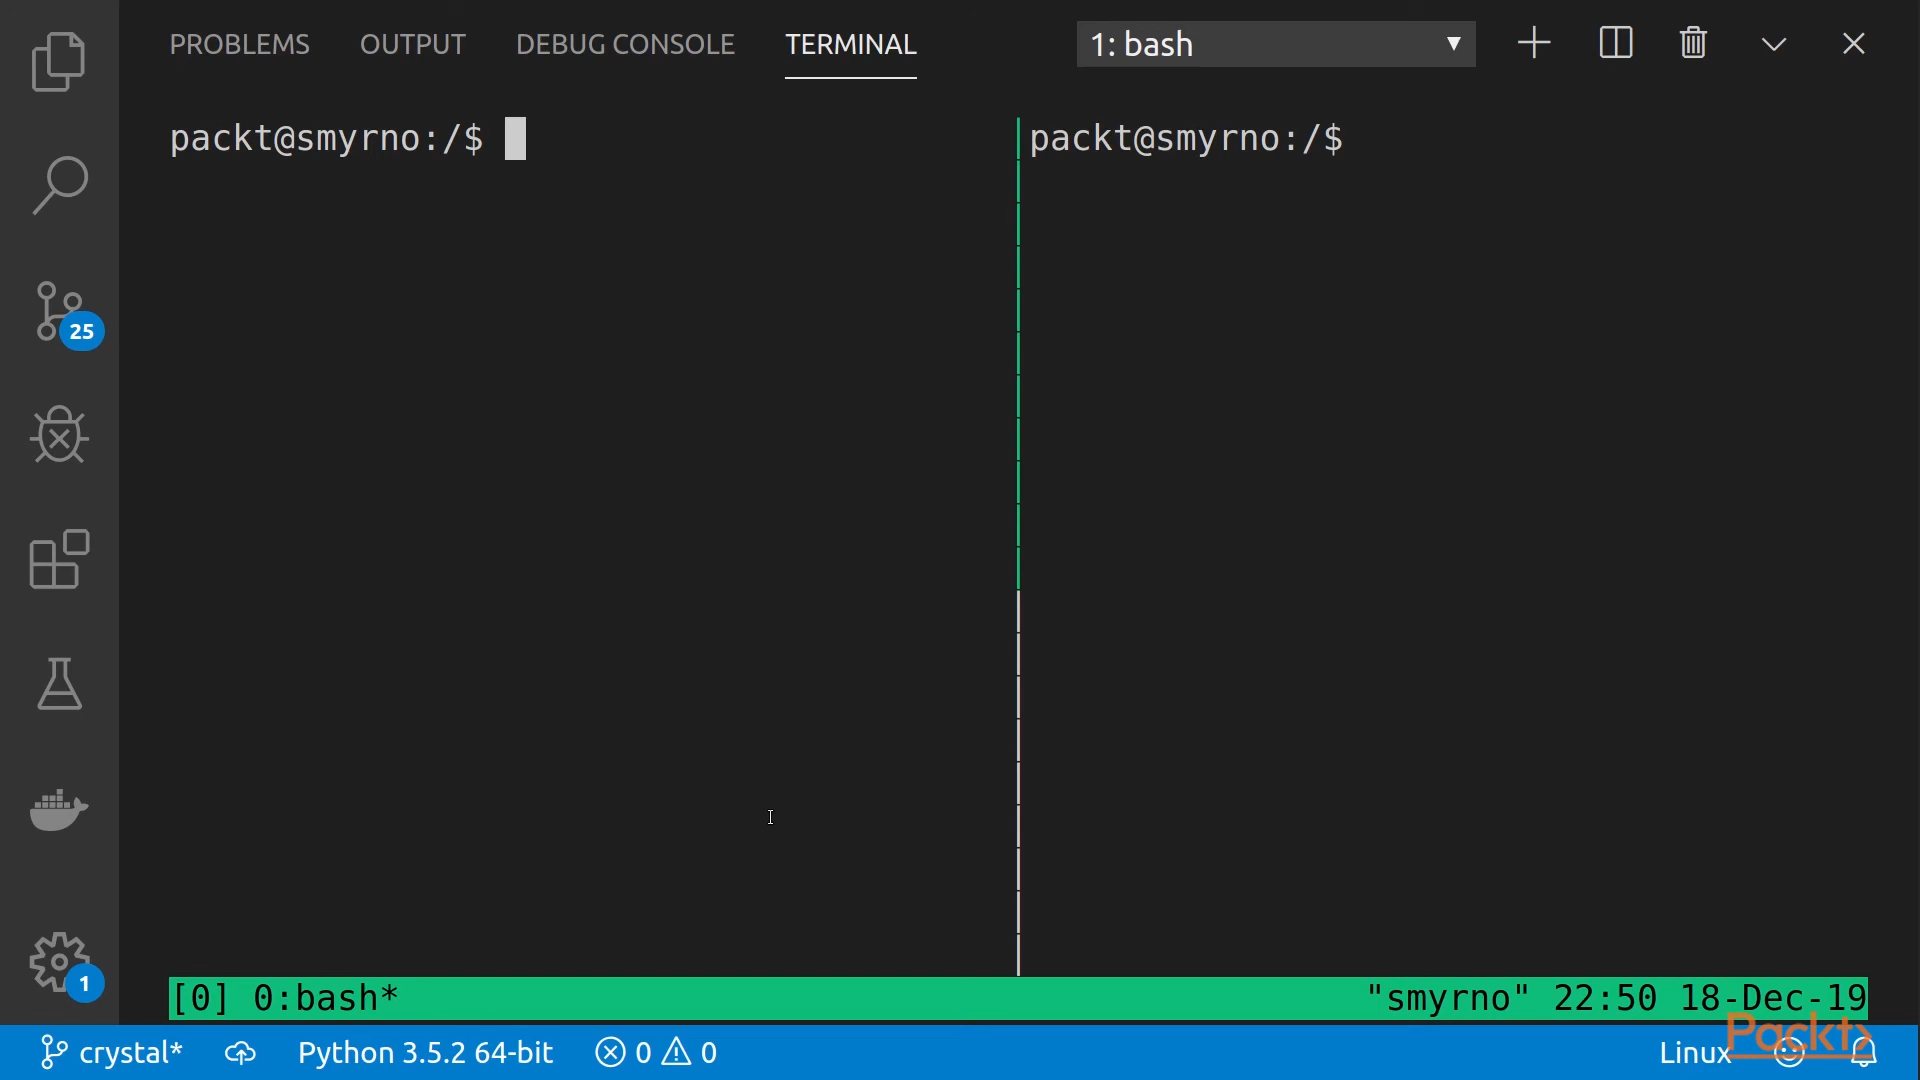 PROBLEMS OUTPUT DEBUG CONSOLE TERMINAL 1: bash
packt@smyrno:/$ packt@smyrno:/$
25
1
[0] 0:bash* "smyrno" 22:50 18-Dec-19
crystal* Python 3.5.2 64-bit 0 0 Linux
Packt>